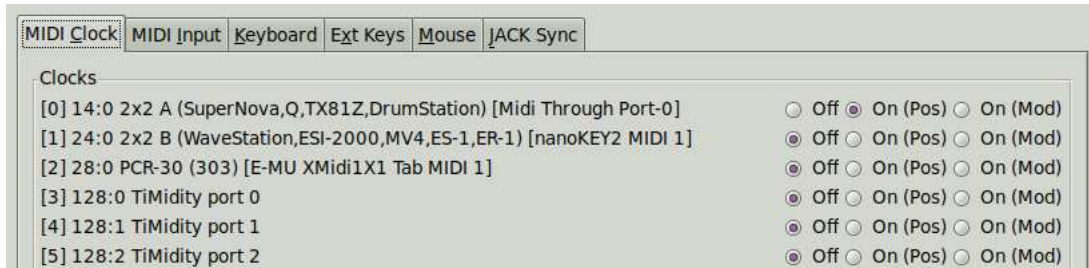 MIDI Clock MIDI Input Keyboard Ext Keys Mouse JACK Sync
Clocks
[0] 14:0 2x2 A (SuperNova,Q,TX81Z,DrumStation) [Midi Through Port-0] Off On (Pos) On (Mod)
[1] 24:0 2x2 B (WaveStation,ESI-2000,MV4,ES-1,ER-1) [nanoKEY2 MIDI 1] Off On (Pos) On (Mod)
[2] 28:0 PCR-30 (303) [E-MU XMidi1X1 Tab MIDI 1] Off On (Pos) On (Mod)
[3] 128:0 TiMidity port 0 Off On (Pos) On (Mod)
[4] 128:1 TiMidity port 1 Off On (Pos) On (Mod)
[5] 128:2 TiMidity port 2 Off On (Pos) On (Mod)